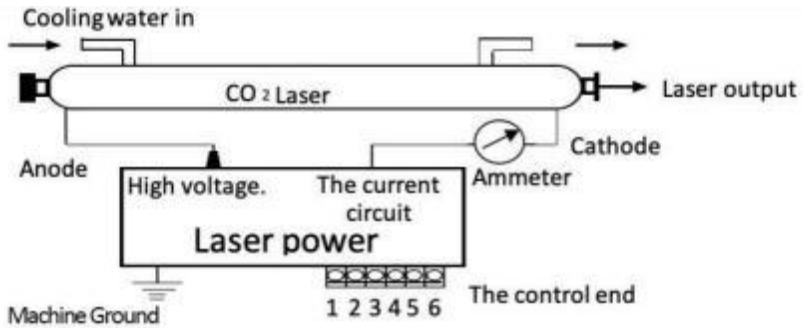 Cooling water in
CO 2 Laser
Laser output
Anode
Cathode
Ammeter
High voltage.
The current
circuit
Laser power
Machine Ground
1 2 3 4 5 6
The control end